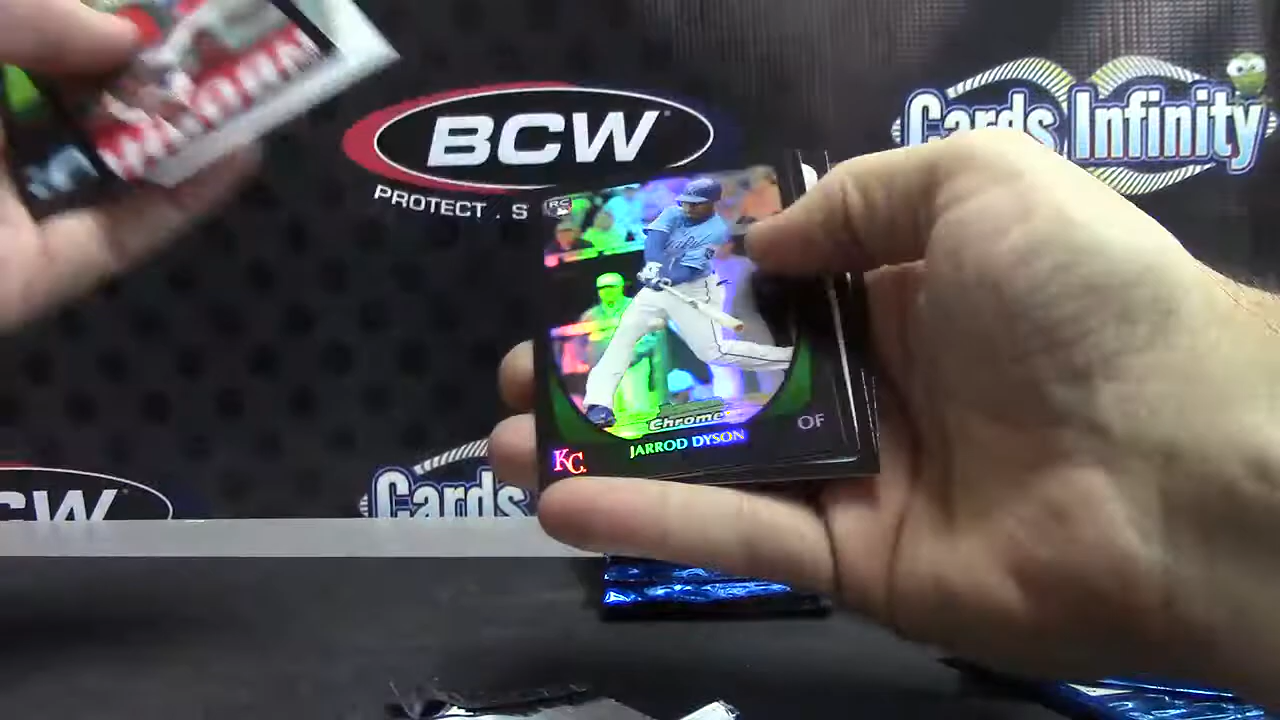 BCW
PROTECT
S
Cards Infinity
RC
Chrome
JARROD DYSON
OF
KC
CW
Cards